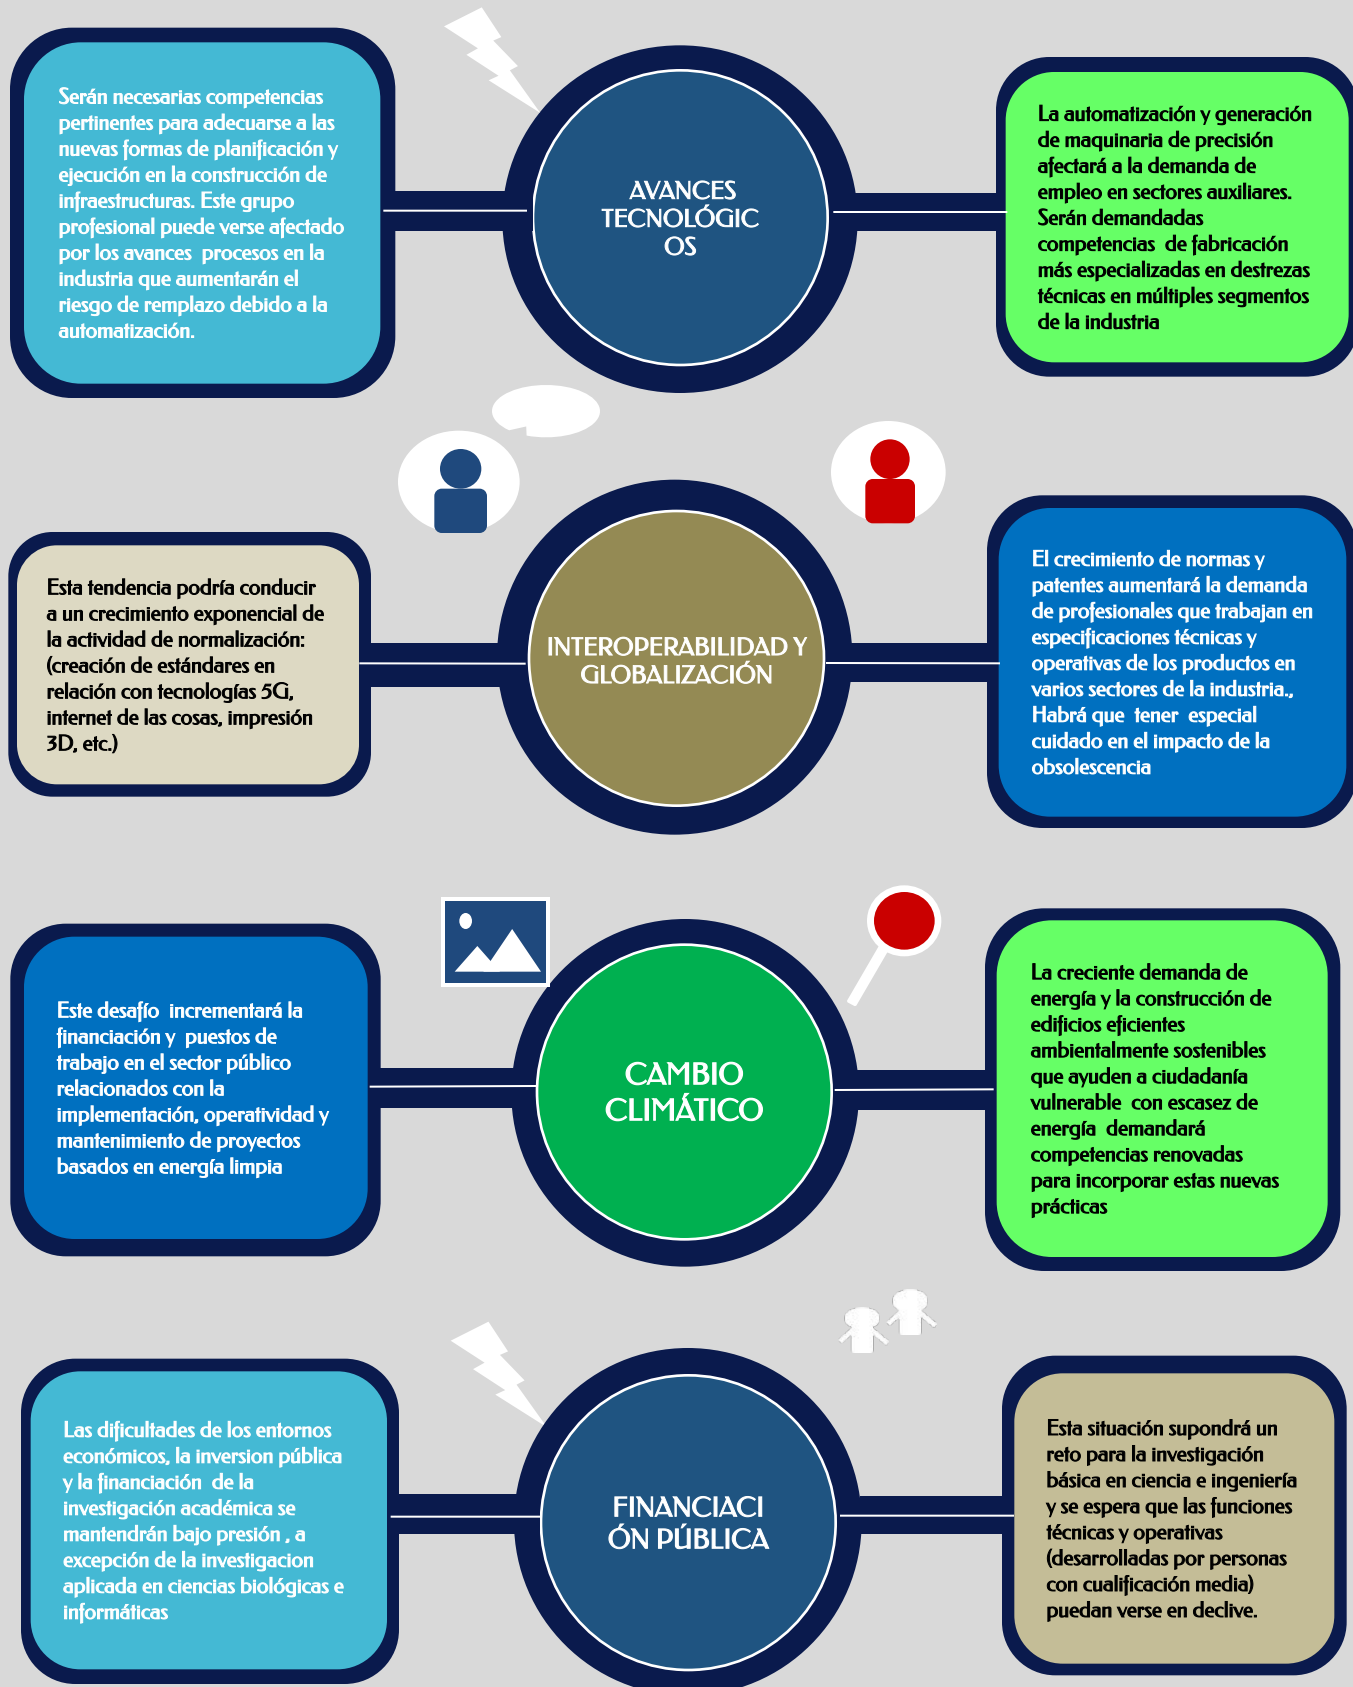 Serán necesarias competencias
pertinentes para adecuarse a las
nuevas formas de planificación y
ejecución en la construcción de
infraestructuras. Este grupo
profesional puede verse afectado
por los avances  procesos en la
industria que aumentarán el
riesgo de remplazo debido a la
automatización.
AVANCES
TECNOLÓGIC
OS
La automatización y generación
de maquinaria de precisión
afectará a la demanda de
empleo en sectores auxiliares.
Serán demandadas
competencias  de fabricación
más especializadas en destrezas
técnicas en múltiples segmentos
de la industria
Esta tendencia podría conducir
a un crecimiento exponencial de
la actividad de normalización:
(creación de estándares en
relación con tecnologías 5G,
internet de las cosas, impresión
3D, etc.)
INTEROPERABILIDAD Y
GLOBALIZACIÓN
El crecimiento de normas y
patentes aumentará la demanda
de profesionales que trabajan en
especificaciones técnicas y
operativas de los productos en
varios sectores de la industria.,
Habrá que  tener  especial
cuidado en el impacto de la
obsolescencia
Este desafío  incrementará la
financiación y  puestos de
trabajo en el sector público
relacionados con la
implementación, operatividad y
mantenimiento de proyectos
basados en energía limpia
CAMBIO
CLIMÁTICO
La creciente demanda de
energía y la construcción de
edificios eficientes
ambientalmente sostenibles
que ayuden a ciudadanía
vulnerable  con escasez de
energía  demandará
competencias renovadas
para incorporar estas nuevas
prácticas
Las dificultades de los entornos
económicos, la inversion pública
y la financiación  de la
investigación académica se
mantendrán bajo presión , a
excepción de la investigacion
aplicada en ciencias biológicas e
informáticas
FINANCIACI
ÓN PÚBLICA
Esta situación supondrá un
reto para la investigación
básica en ciencia e ingeniería
y se espera que las funciones
técnicas y operativas
(desarrolladas por personas
con cualificación media)
puedan verse en declive.